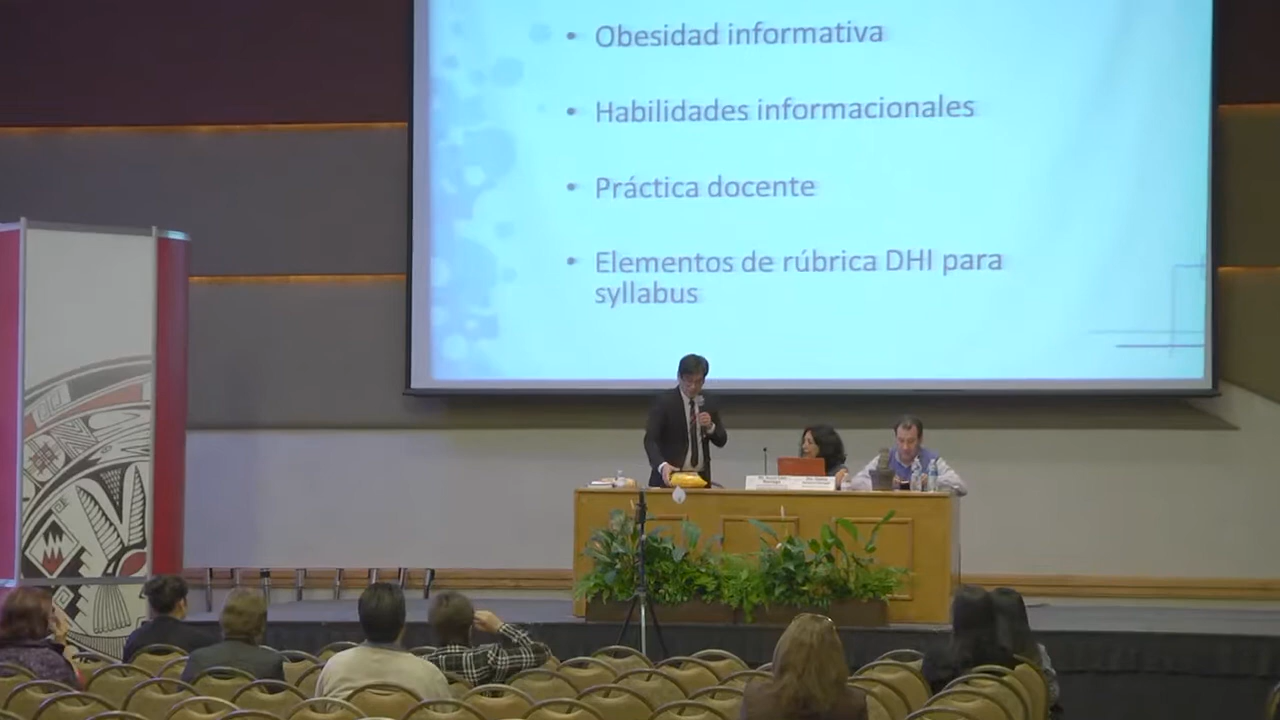 Obesidad informativa
Habilidades informacionales
Práctica docente
Elementos de rúbrica DHI para
syllabus